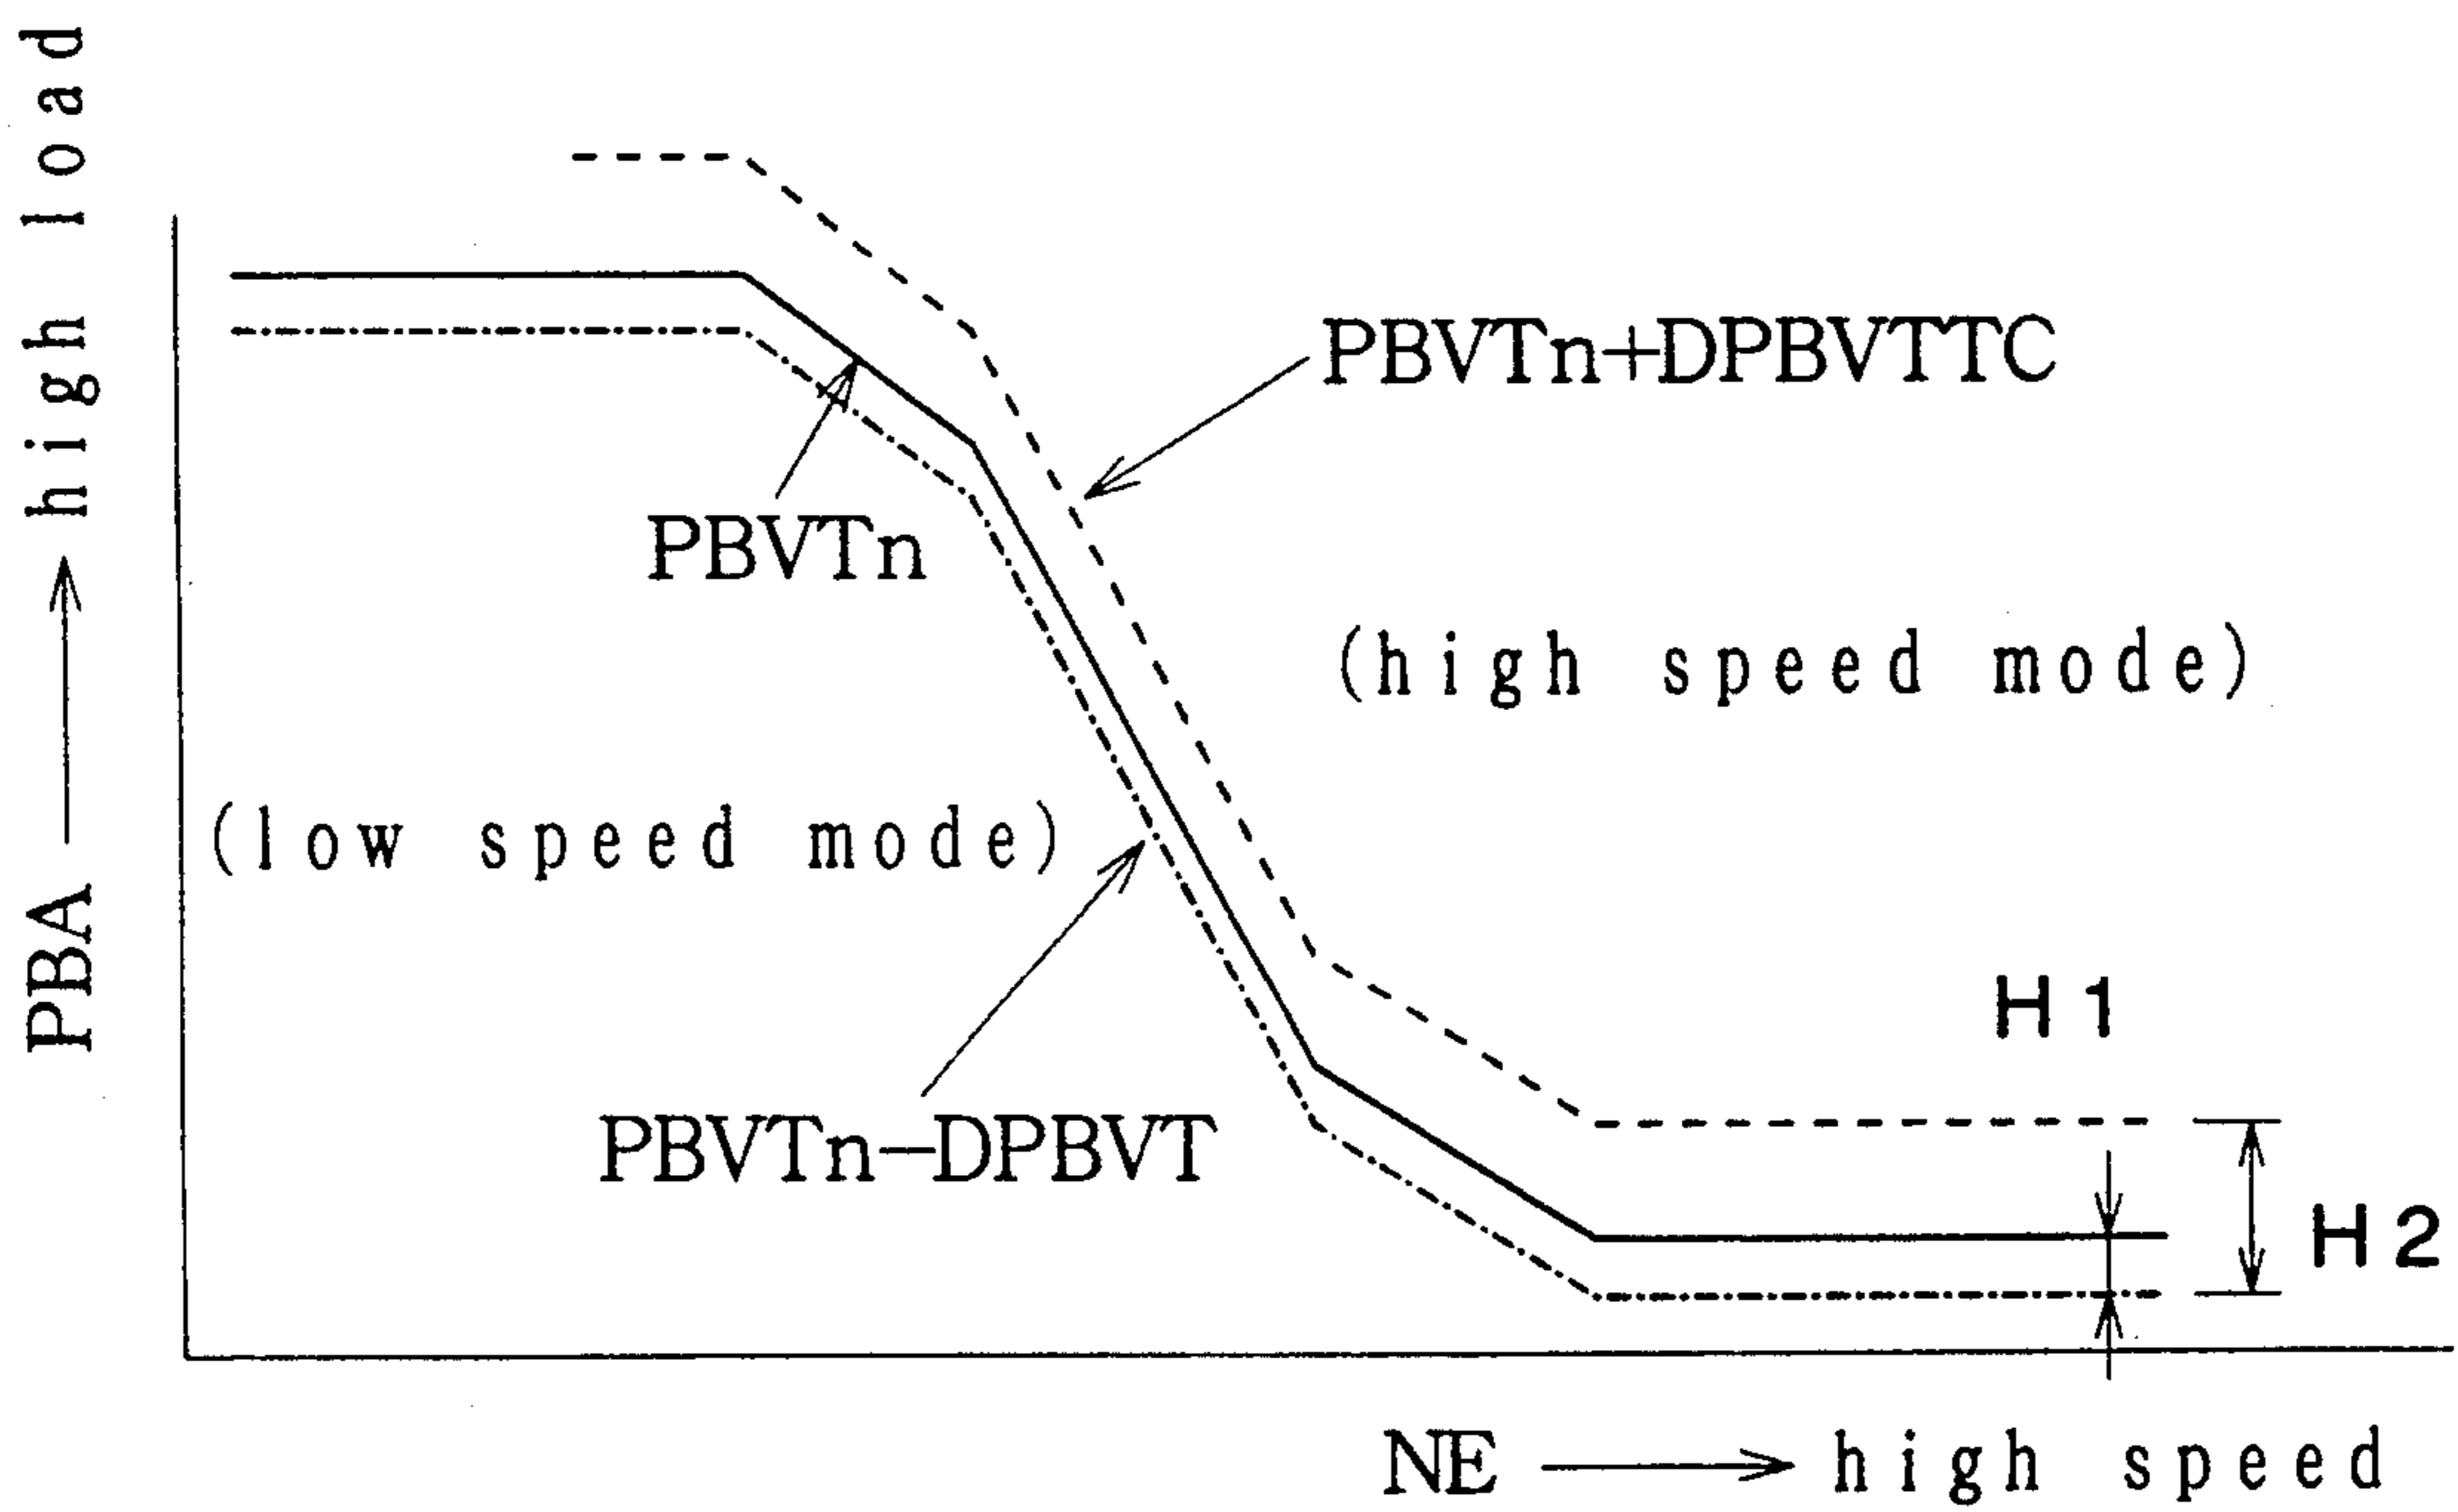 PBA → high load
PBVTn+DPBVTTC
PBVTn
(high speed mode)
(low speed mode)
H1
PBVTn−DPBVT
H2
NE → high speed